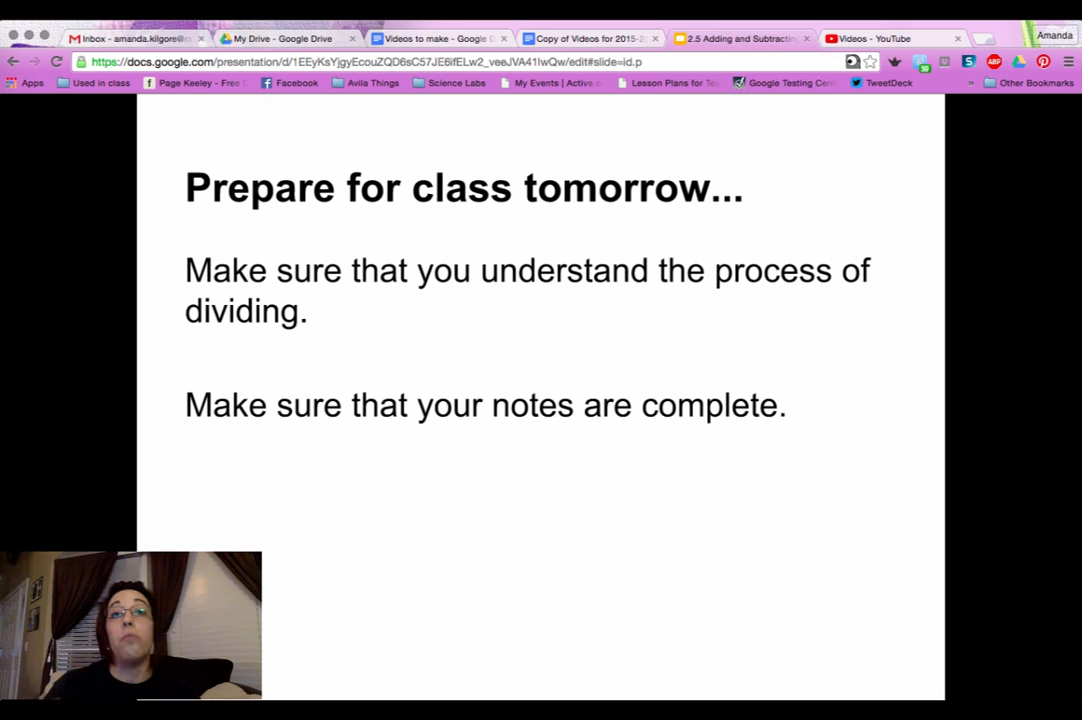 Amanda
Inbox - amanda.kilgore@
My Drive - Google Drive
Videos to make - Google D
Copy of Videos for 2015-2
2.5 Adding and Subtractin
Videos - YouTube
https://docs.google.com/presentation/d/1EEyKsYjgyEcouZQD6sC57JE6ifELw2_veeJVA41IwQw/edit#slide=id.p
Apps
Used in class
Page Keeley - Free
Facebook
Avila Things
Science Labs
My Events | Active.c
Lesson Plans for Te
Google Testing Cen
TweetDeck
»
Other Bookmarks
Prepare for class tomorrow...
Make sure that you understand the process of
dividing.
Make sure that your notes are complete.